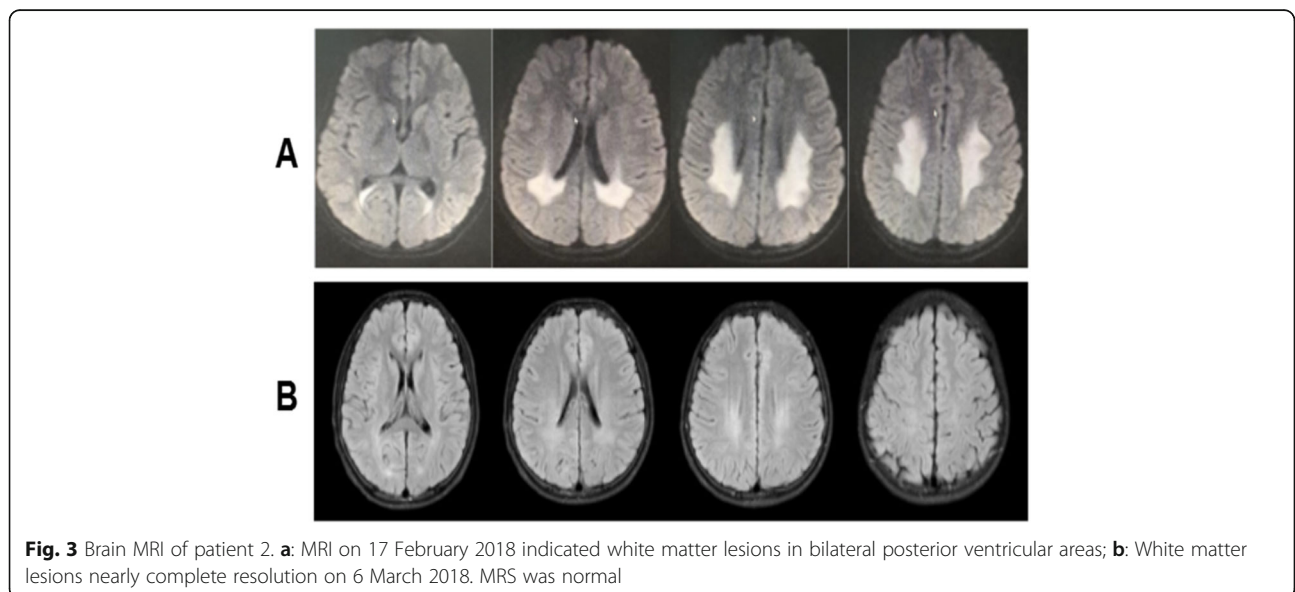 A
B
Fig. 3 Brain MRI of patient 2. a: MRI on 17 February 2018 indicated white matter lesions in bilateral posterior ventricular areas; b: White matter
lesions nearly complete resolution on 6 March 2018. MRS was normal